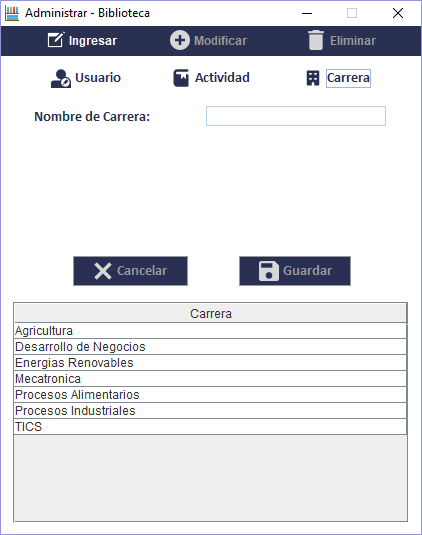 Administrar - Biblioteca
Ingresar Modificar Eliminar
Usuario Actividad Carrera
Nombre de Carrera:
Cancelar Guardar
Carrera
Agricultura
Desarrollo de Negocios
Energias Renovables
Mecatronica
Procesos Alimentarios
Procesos Industriales
TICS